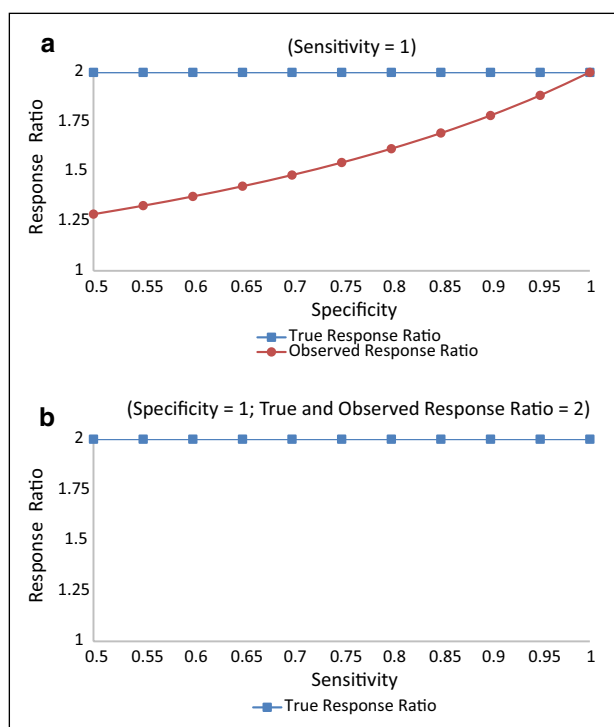 a
(Sensitivity = 1)
2
1.75
1.5
1.25
1
Response Ratio
0.5 0.55 0.6 0.65 0.7 0.75 0.8 0.85 0.9 0.95 1
Specificity
True Response Ratio
Observed Response Ratio
b
(Specificity = 1; True and Observed Response Ratio = 2)
2
1.75
1.5
1.25
1
Response Ratio
0.5 0.55 0.6 0.65 0.7 0.75 0.8 0.85 0.9 0.95 1
Sensitivity
True Response Ratio